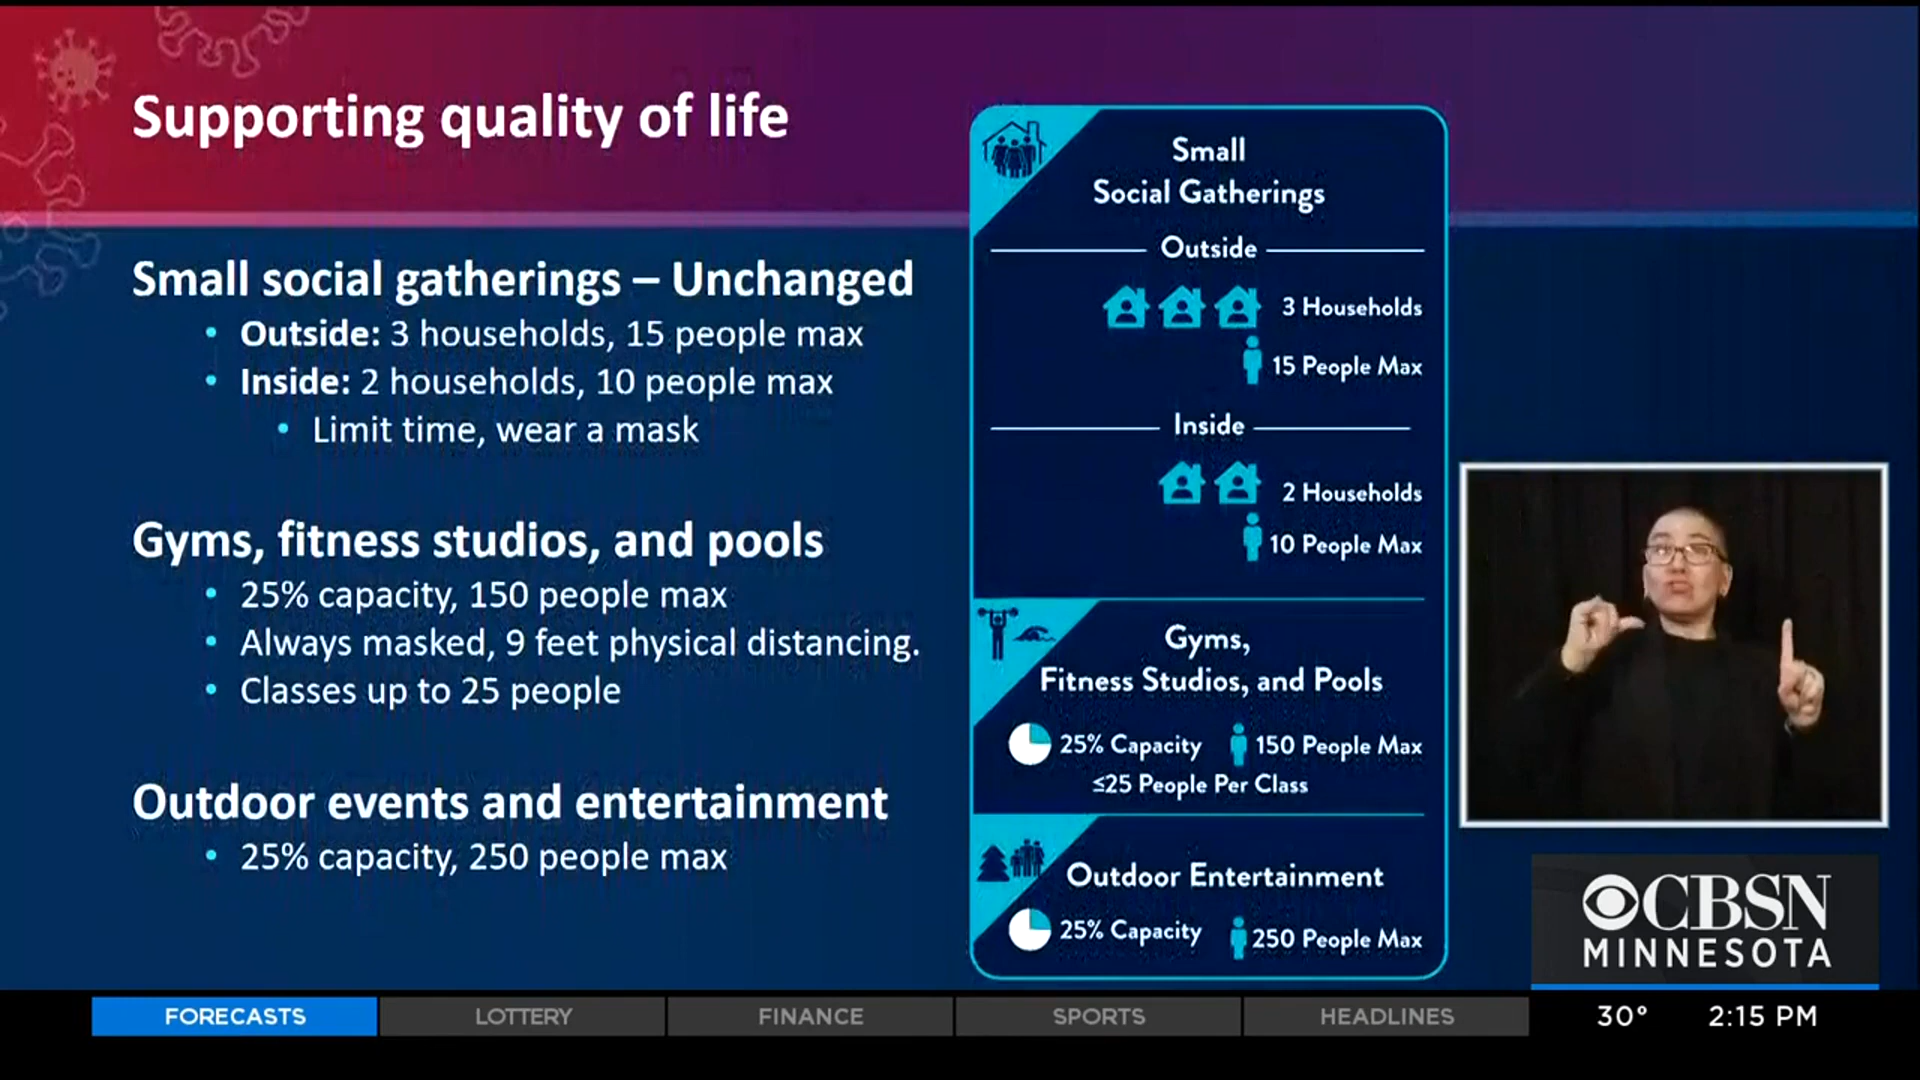 Supporting quality of life
Small social gatherings – Unchanged
• Outside: 3 households, 15 people max
• Inside: 2 households, 10 people max
• Limit time, wear a mask
Gyms, fitness studios, and pools
• 25% capacity, 150 people max
• Always masked, 9 feet physical distancing.
• Classes up to 25 people
Outdoor events and entertainment
• 25% capacity, 250 people max
Small
Social Gatherings
Outside
3 Households
15 People Max
Inside
2 Households
10 People Max
Gyms,
Fitness Studios, and Pools
25% Capacity 150 People Max
≤25 People Per Class
Outdoor Entertainment
25% Capacity 250 People Max
CBSN
MINNESOTA
FORECASTS LOTTERY FINANCE SPORTS HEADLINES 30° 2:15 PM